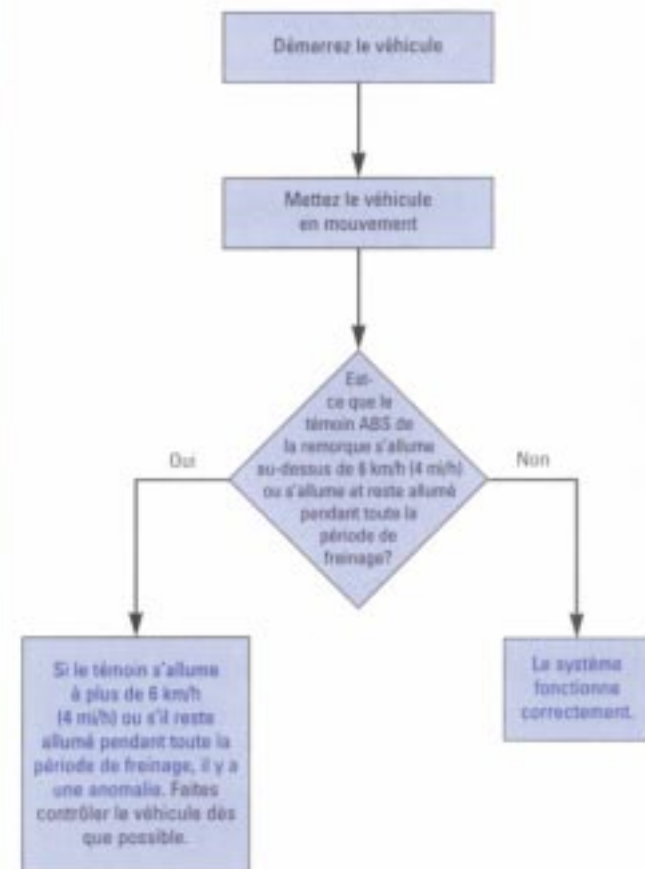 Démarrez le véhicule
Mettez le véhicule
en mouvement
Est-
ce que le
témoin ABS de
la remorque s'allume
au-dessus de 6 km/h (4 mi/h)
ou s'allume et reste allumé
pendant toute la
période de
freinage?
Oui
Non
Si le témoin s'allume
à plus de 6 km/h
(4 mi/h) ou s'il reste
allumé pendant toute la
période de freinage, il y a
une anomalie. Faites
contrôler le véhicule dès
que possible.
Le système
fonctionne
correctement.